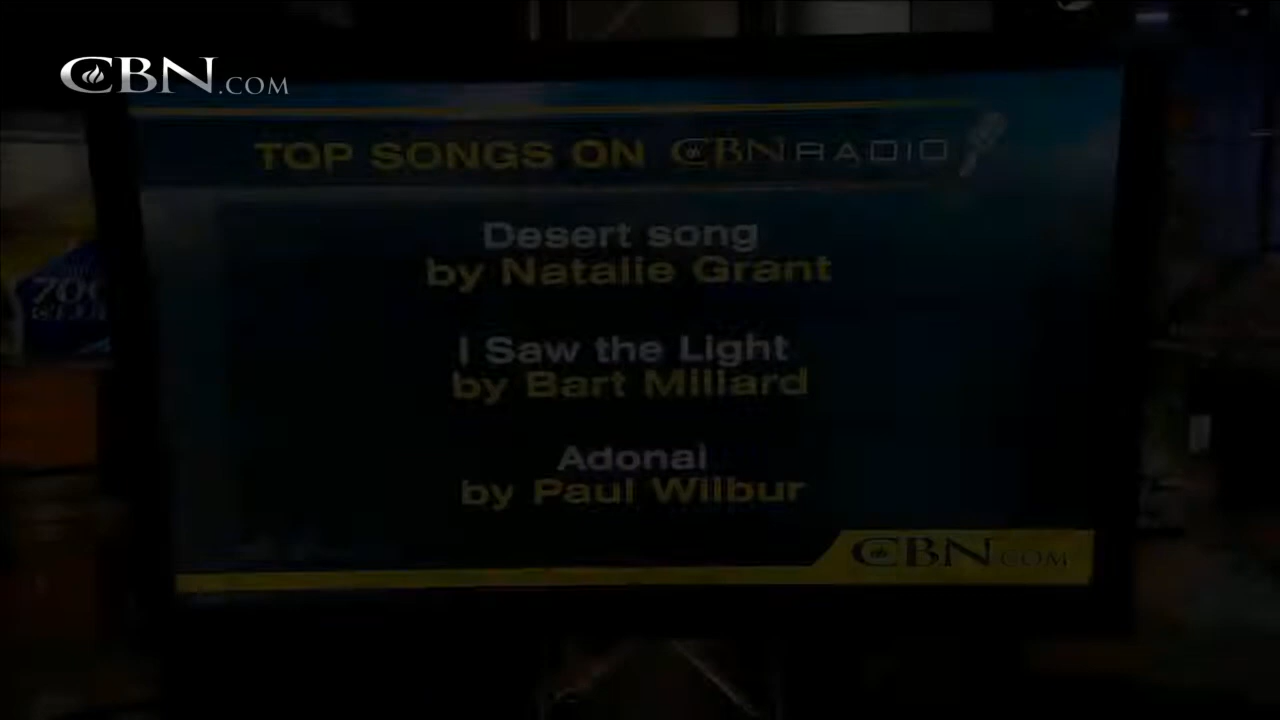 CBN.COM
TOP SONGS ON CBN RADIO
Desert song
by Natalie Grant
I Saw the Light
by Bart Millard
Adonai
by Paul Wilbur
CBN.COM